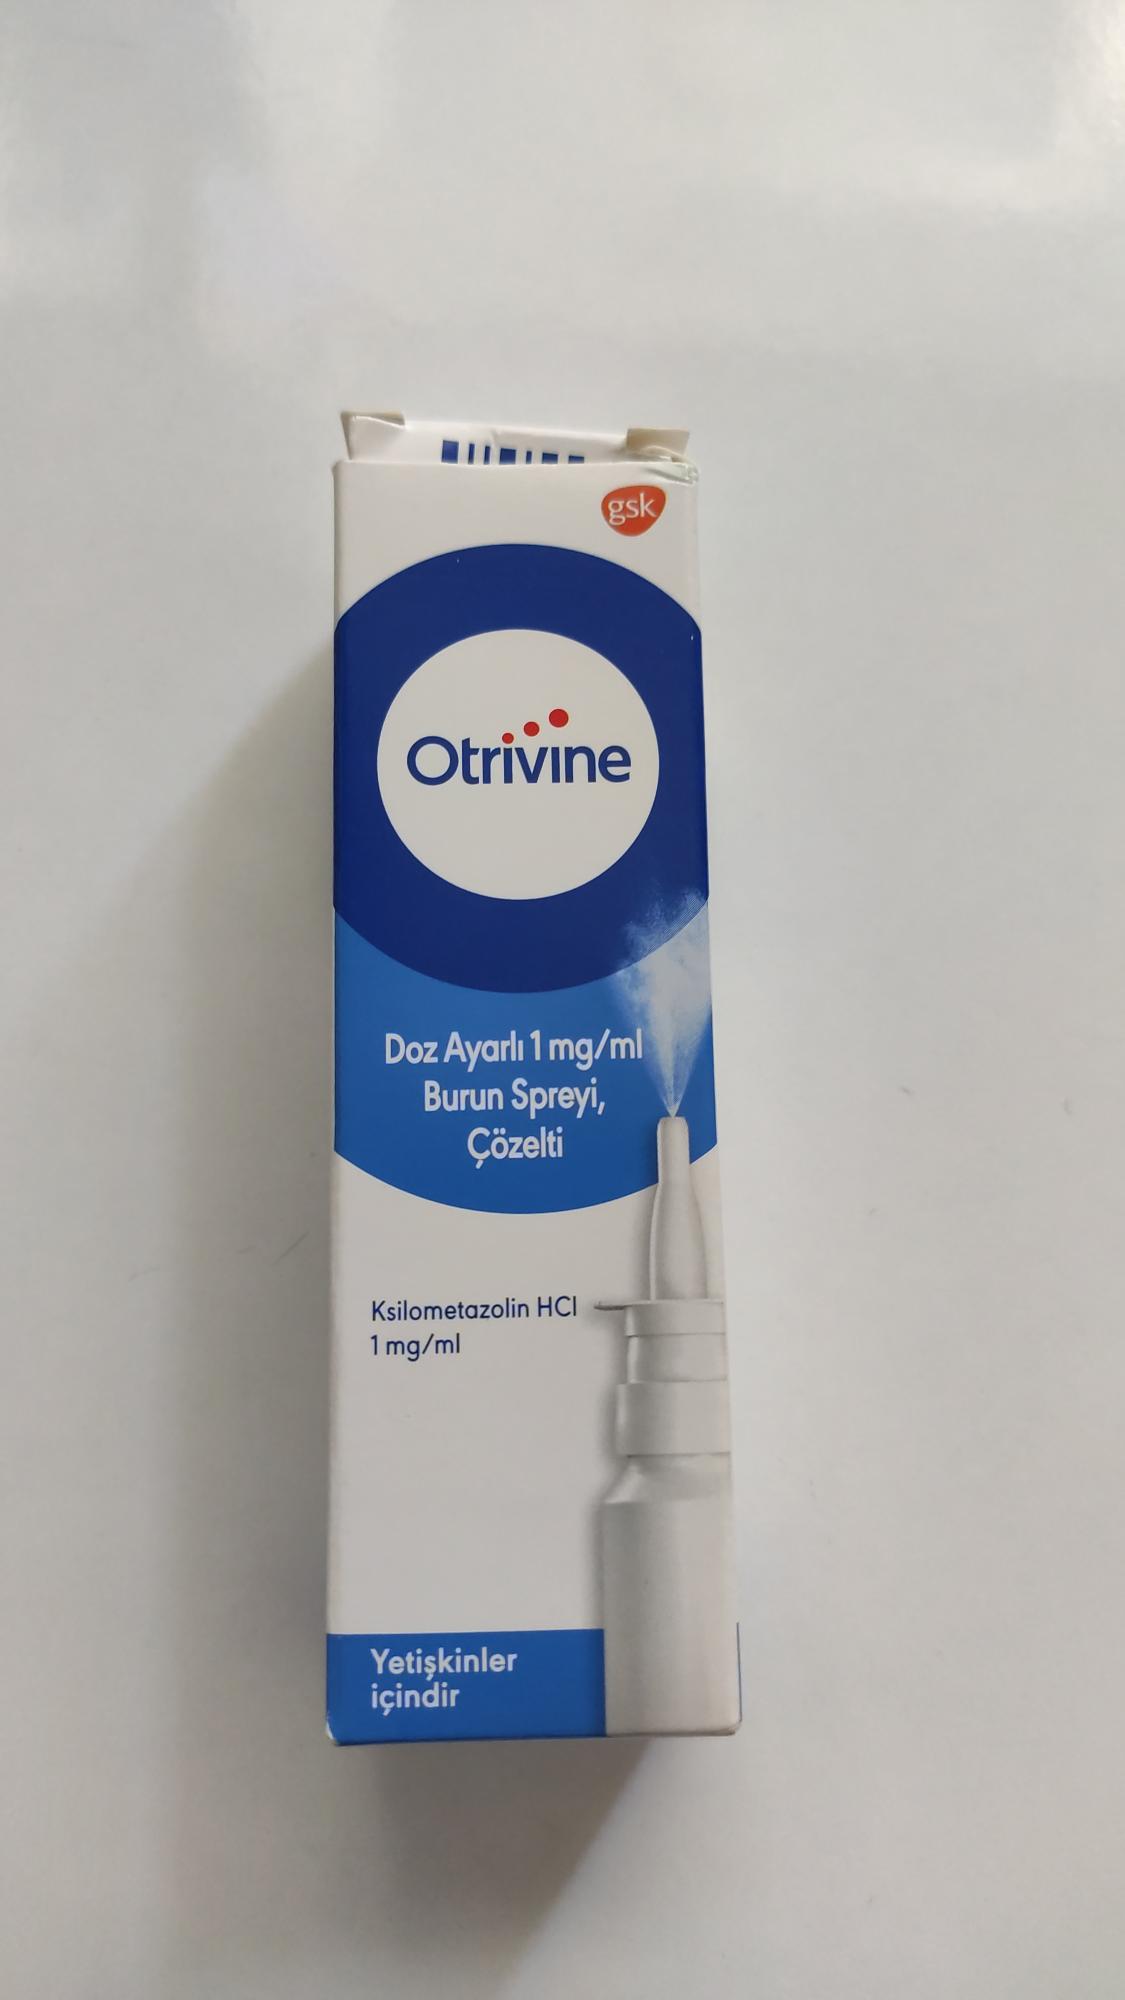 gsk
Otrivine
Doz Ayarlı 1 mg/ml
Burun Spreyi,
Çözelti
Ksilometazolin HCl
1 mg/ml
Yetişkinler
içindir